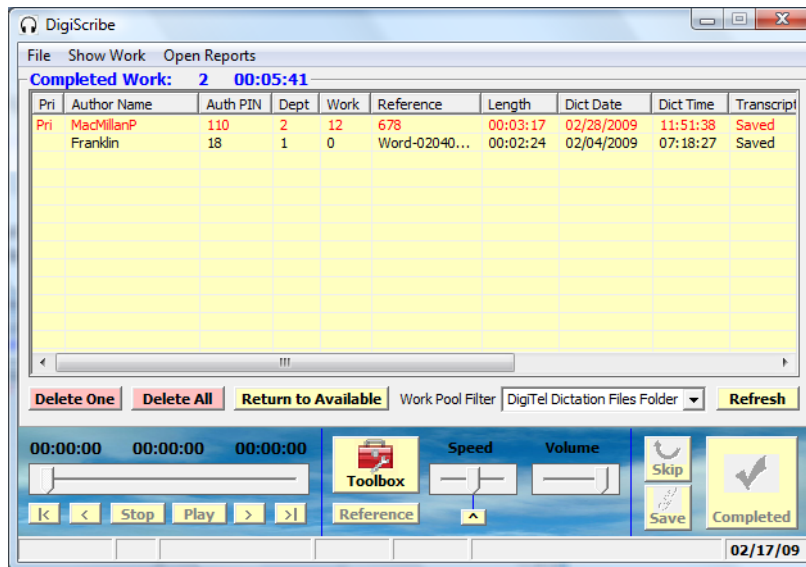 DigiScribe
File Show Work Open Reports
Completed Work: 2 00:05:41
Pri Author Name Auth PIN Dept Work Reference Length Dict Date Dict Time Transcript
Pri MacMillanP 110 2 12 678 00:03:17 02/28/2009 11:51:38 Saved
Franklin 18 1 0 Word-02040... 00:02:24 02/04/2009 07:18:27 Saved
Delete One Delete All Return to Available Work Pool Filter DigiTel Dictation Files Folder Refresh
00:00:00 00:00:00 00:00:00 Speed Volume
Skip
Toolbox
|< < Stop Play > >| Reference ^ Save Completed
02/17/09